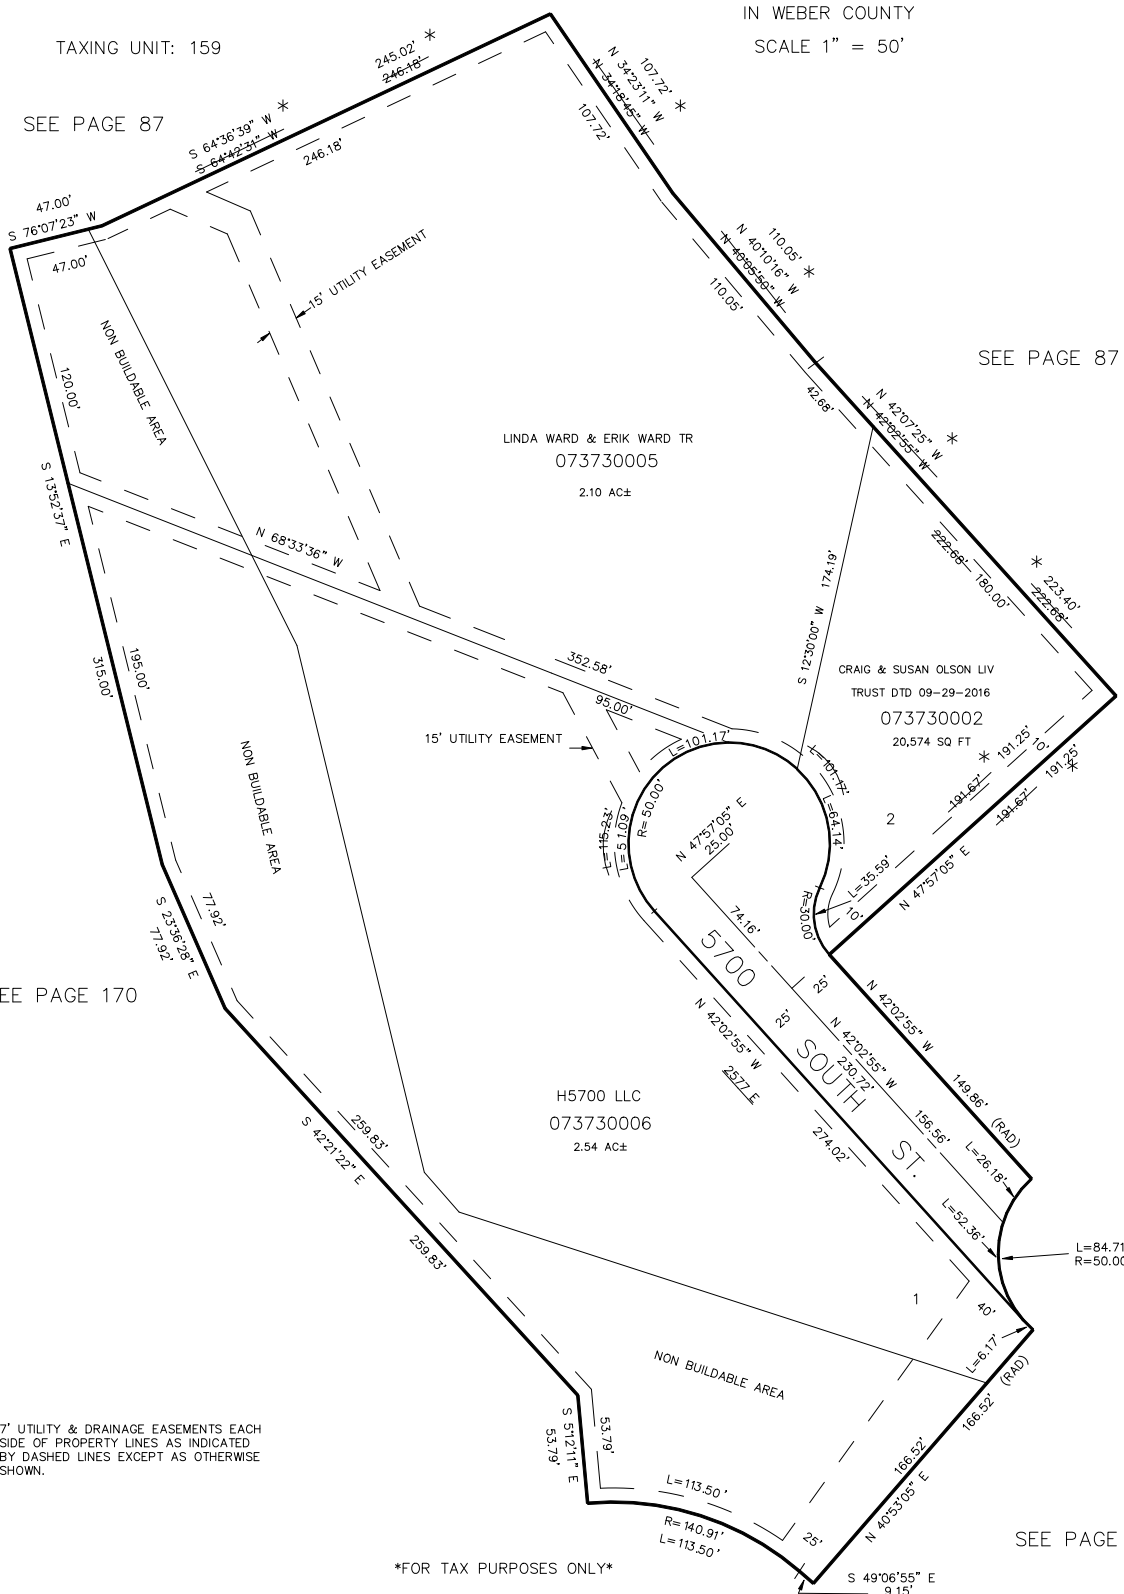 IN WEBER COUNTY
SCALE 1" = 50'
TAXING UNIT: 159
SEE PAGE 87
245.02' *
246.18'
S 64°36'39" W *
S 64°42'31" W
246.18'
107.72'
N 34°23'11" W *
N 34°18'45" W
107.72'
47.00'
S 76°07'23" W
47.00'
15' UTILITY EASEMENT
110.05'
N 40°10'16" W *
N 40°05'50" W
110.05'
NON BUILDABLE AREA
120.00'
SEE PAGE 87
42.68'
N 42°07'25" W *
N 42°02'55" W
LINDA WARD & ERIK WARD TR
073730005
2.10 AC±
S 13°52'37" E
N 68°33'36" W
222.68'
180.00'
* 223.40'
222.68'
S 12°30'00" W 174.19'
315.00'
195.00'
352.58'
95.00'
CRAIG & SUSAN OLSON LIV
TRUST DTD 09-29-2016
073730002
20,574 SQ FT
15' UTILITY EASEMENT
L=101.17'
L=101.17'
191.25'
10'
* 191.67'
191.25'
*
191.67'
NON BUILDABLE AREA
L=115.23'
L=51.09'
R=50.00'
L=64.14'
N 47°57'05" E
25.00'
2
N 47°57'05" E
L=35.59'
R=30.00'
10'
77.92'
S 23°36'28" E
77.92'
74.16'
5700 SOUTH ST.
25'
25'
EE PAGE 170
N 42°02'55" W
N 42°02'55" W
230.72'
N 42°02'55" W
2577 E
149.86'
(RAD)
156.56'
H5700 LLC
073730006
2.54 AC±
274.02'
259.83'
S 42°21'22" E
259.83'
L=26.18'
L=52.36'
L=84.71
R=50.00
1
40'
L=6.17'
(RAD)
NON BUILDABLE AREA
166.52'
166.52'
N 40°53'05" E
7' UTILITY & DRAINAGE EASEMENTS EACH
SIDE OF PROPERTY LINES AS INDICATED
BY DASHED LINES EXCEPT AS OTHERWISE
SHOWN.
53.79'
S 5°12'11" E
53.79'
L=113.50'
R=140.91'
L=113.50'
25'
SEE PAGE
*FOR TAX PURPOSES ONLY*
S 49°06'55" E
9.15'